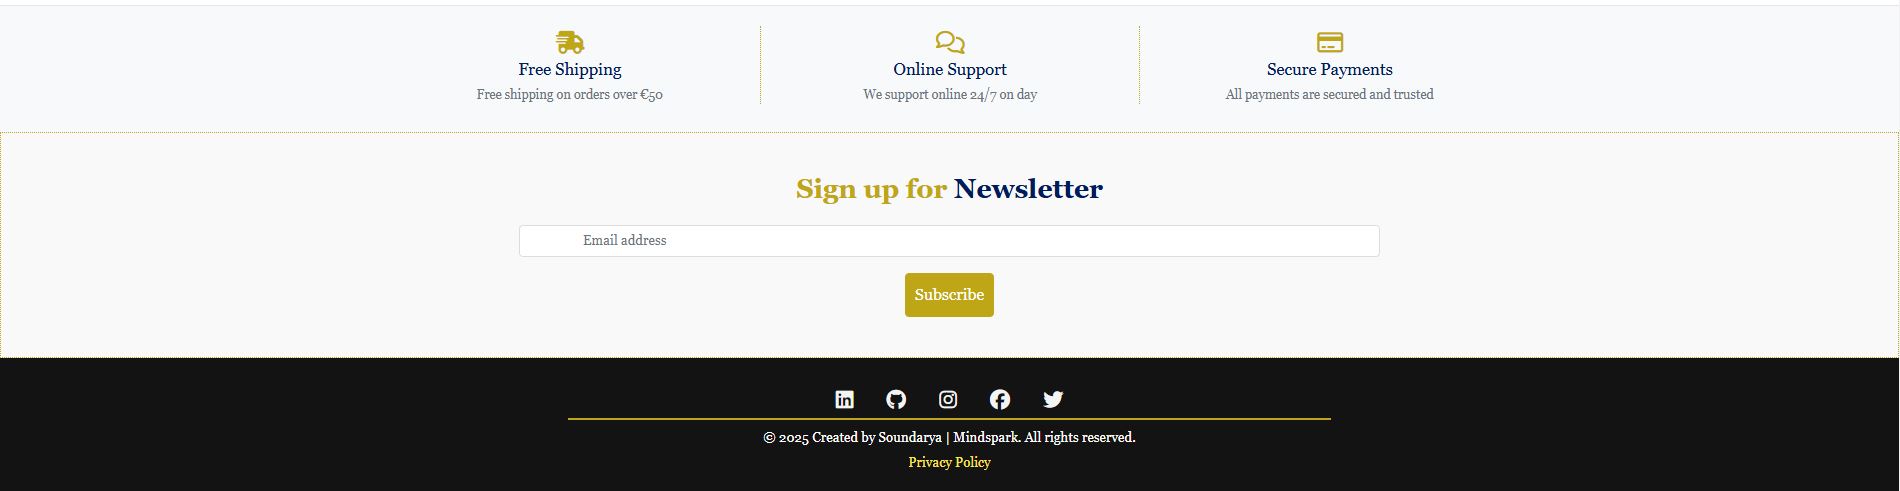 Free Shipping
Free shipping on orders over €50
Online Support
We support online 24/7 on day
Secure Payments
All payments are secured and trusted
Sign up for Newsletter
Email address
Subscribe
© 2025 Created by Soundarya | Mindspark. All rights reserved.
Privacy Policy